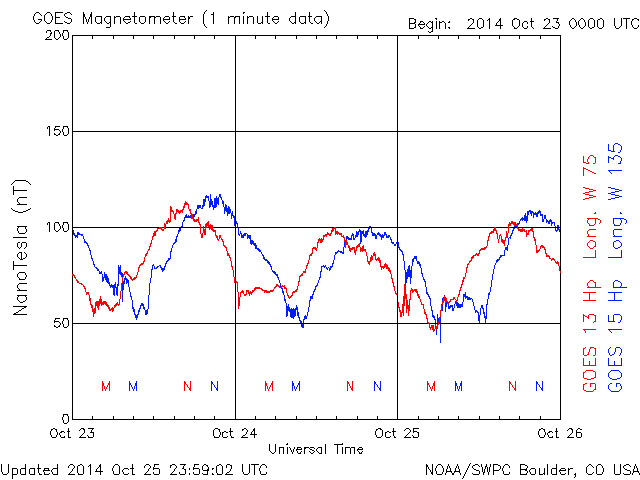 GOES Magnetometer (1 minute data)
Begin: 2014 Oct 23 0000 UTC
200
150
100
50
0
NanoTesla (nT)
M M N N M M N N M M N N
Oct 23 Oct 24 Oct 25 Oct 26
Universal Time
GOES 13 Hp Long. W 75
GOES 15 Hp Long. W 135
Updated 2014 Oct 25 23:59:02 UTC
NOAA/SWPC Boulder, CO USA